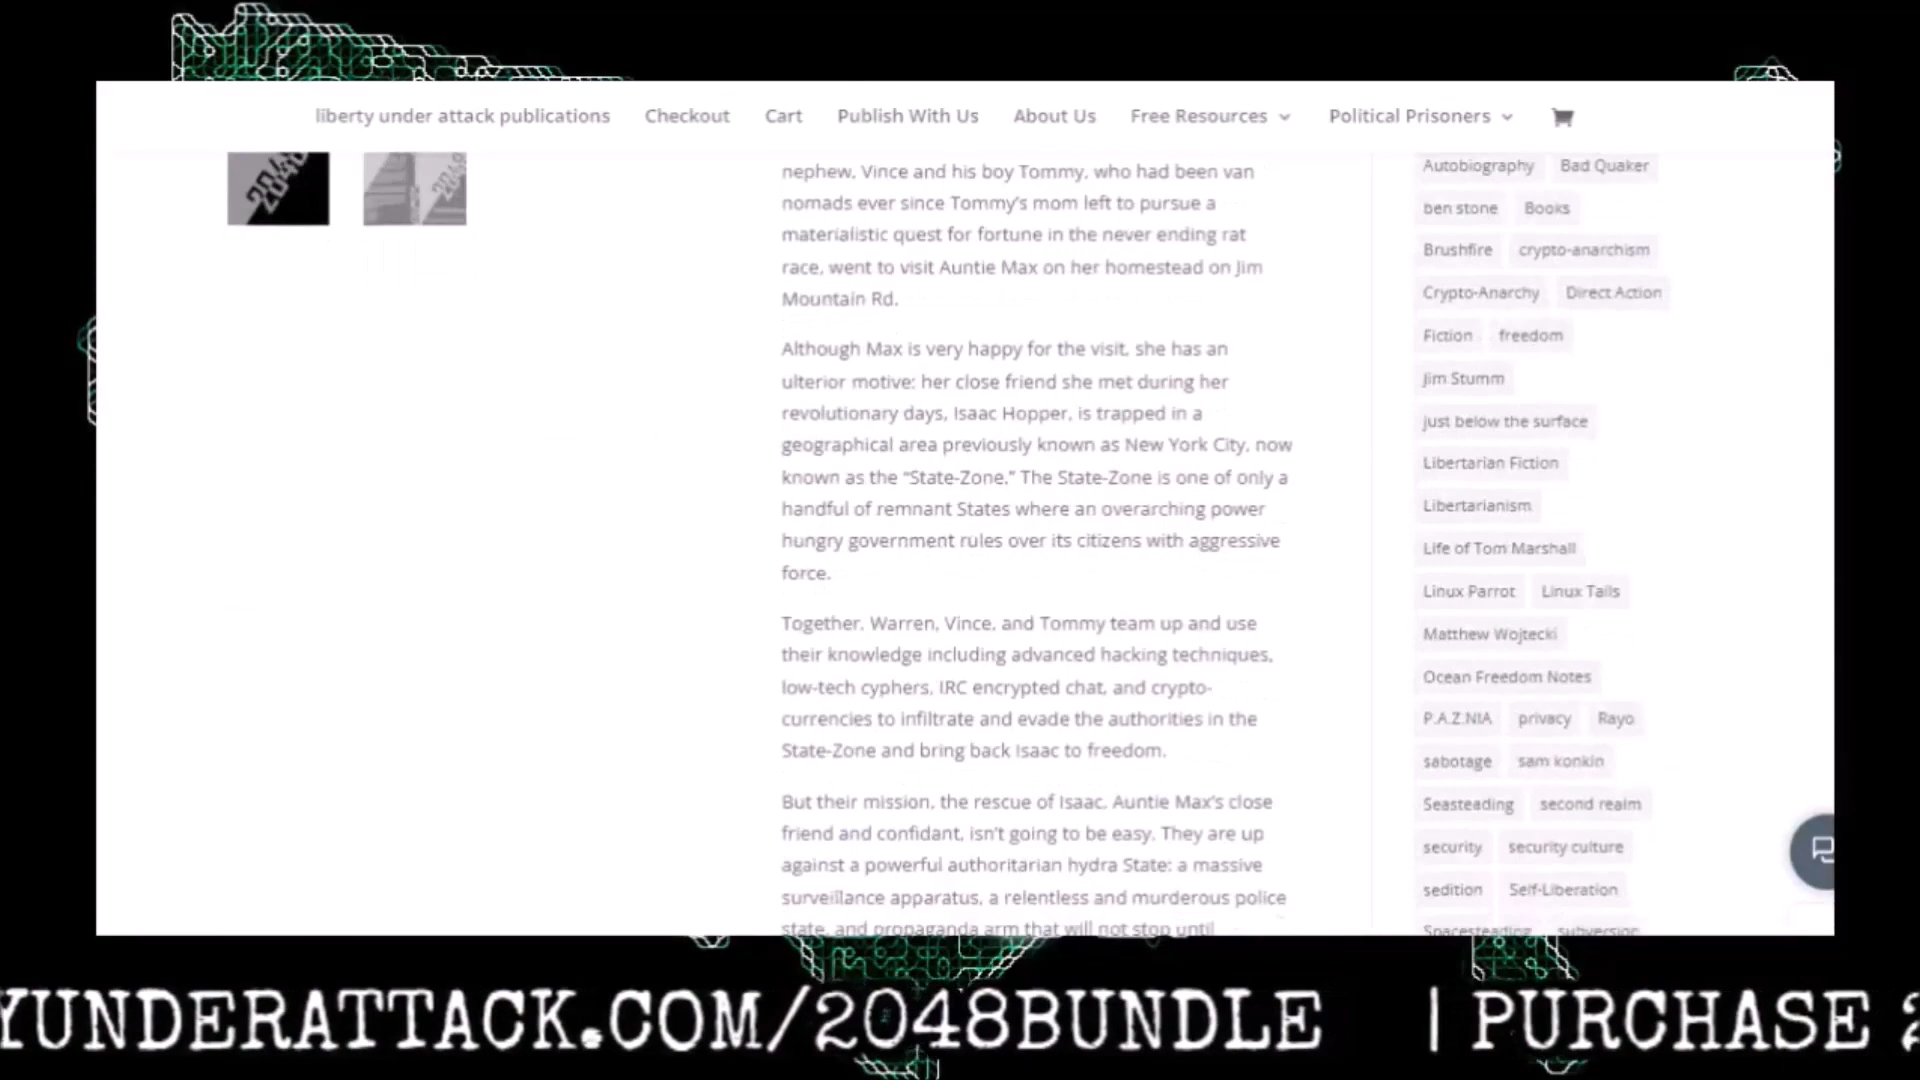 liberty under attack publications Checkout Cart Publish With Us About Us Free Resources Political Prisoners
nephew, Vince and his boy Tommy, who had been van
nomads ever since Tommy's mom left to pursue a
materialistic quest for fortune in the never ending rat
race, went to visit Auntie Max on her homestead on Jim
Mountain Rd.
Although Max is very happy for the visit, she has an
ulterior motive: her close friend she met during her
revolutionary days, Isaac Hopper, is trapped in a
geographical area previously known as New York City, now
known as the “State-Zone.” The State-Zone is one of only a
handful of remnant States where an overarching power
hungry government rules over its citizens with aggressive
force.
Together, Warren, Vince, and Tommy team up and use
their knowledge including advanced hacking techniques,
low-tech cyphers, IRC encrypted chat, and crypto-
currencies to infiltrate and evade the authorities in the
State-Zone and bring back Isaac to freedom.
But their mission, the rescue of Isaac, Auntie Max's close
friend and confidant, isn't going to be easy. They are up
against a powerful authoritarian hydra State: a massive
surveillance apparatus, a relentless and murderous police
state, and propaganda arm that will not stop until
Autobiography Bad Quaker
ben stone Books
Brushfire crypto-anarchism
Crypto-Anarchy Direct Action
Fiction freedom
Jim Stumm
just below the surface
Libertarian Fiction
Libertarianism
Life of Tom Marshall
Linux Parrot Linux Tails
Matthew Wojtecki
Ocean Freedom Notes
P.A.Z.NIA privacy Rayo
sabotage sam konkin
Seasteading second realm
security security culture
sedition Self-Liberation
Spacesteading subversion
YUNDERATTACK.COM/2048BUNDLE | PURCHASE